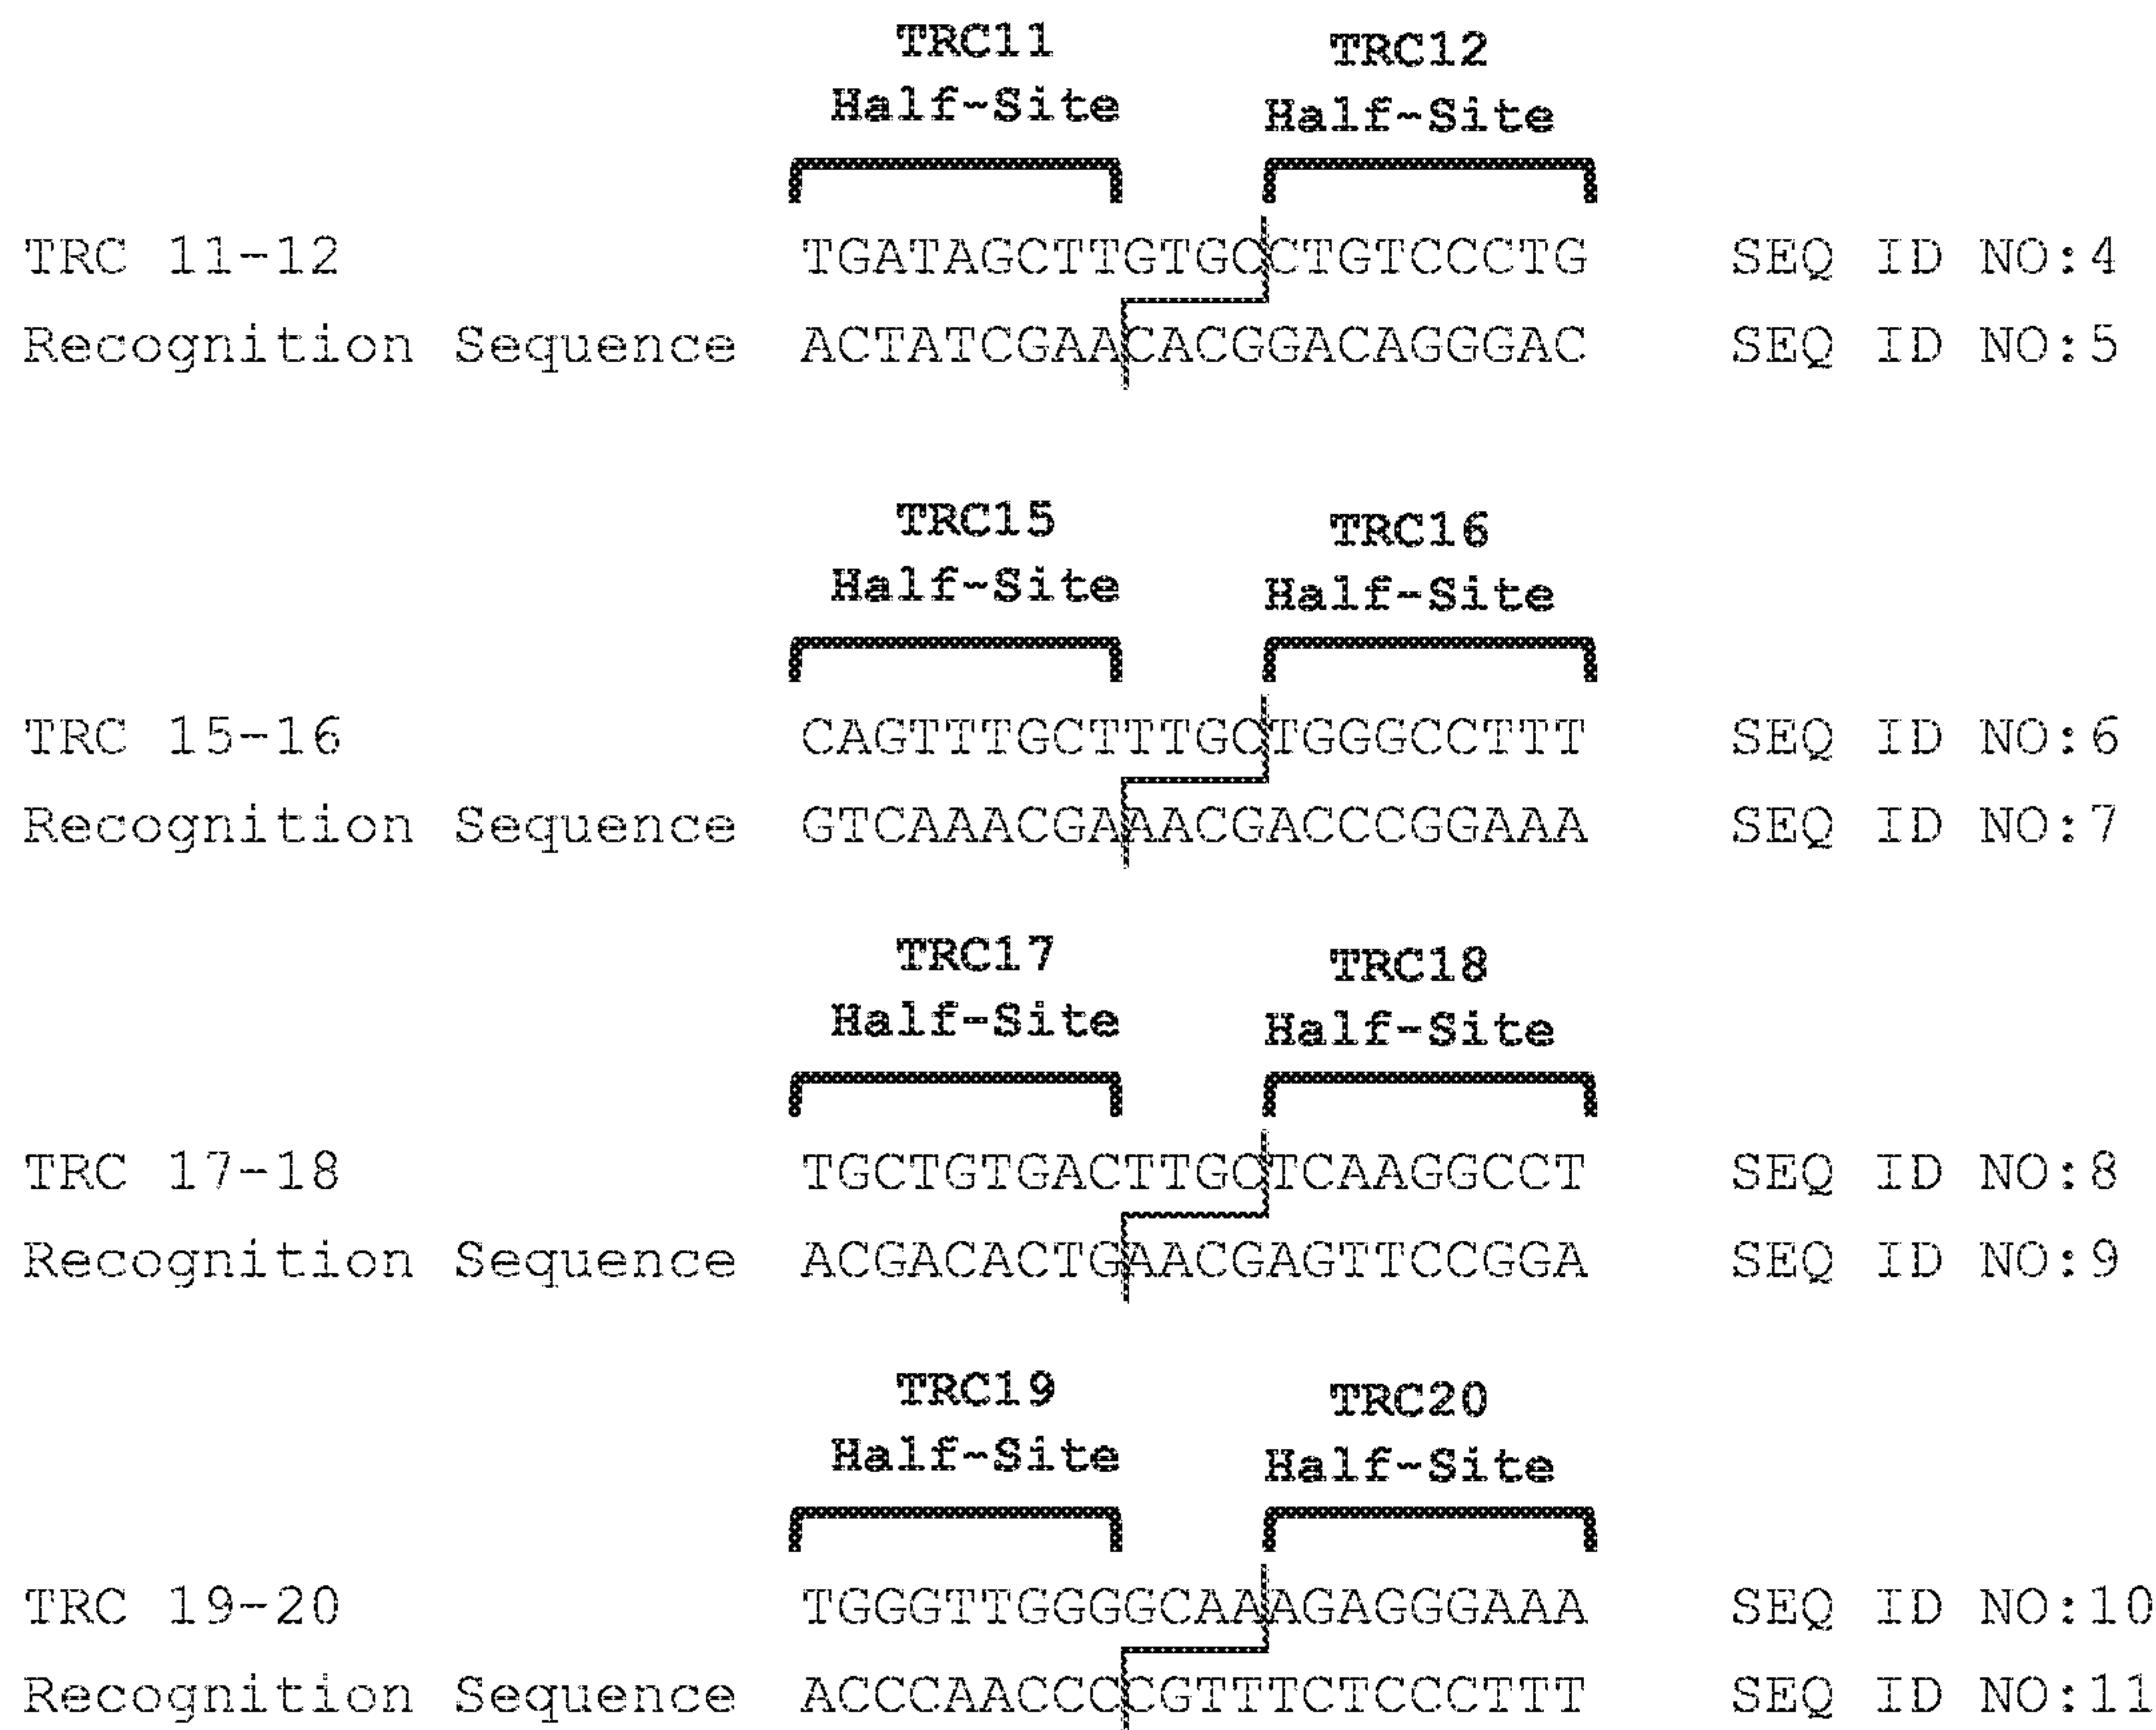 TRC11 TRC12
Half-Site Half-Site
TRC 11-12 TGATAGCTTGTGCCTGTCCCTG SEQ ID NO:4
Recognition Sequence ACTATCGAACACGGACAGGGAC SEQ ID NO:5
TRC15 TRC16
Half-Site Half-Site
TRC 15-16 CAGTTTGCTTTGCTGGGCCTTT SEQ ID NO:6
Recognition Sequence GTCAAACGAAACGACCCGGAAA SEQ ID NO:7
TRC17 TRC18
Half-Site Half-Site
TRC 17-18 TGCTGTGACTTGCTCAAGGCCT SEQ ID NO:8
Recognition Sequence ACGACACTGAACGAGTTCCGGA SEQ ID NO:9
TRC19 TRC20
Half-Site Half-Site
TRC 19-20 TGGGTTGGGGCAAAGAGGGAAA SEQ ID NO:10
Recognition Sequence ACCCAACCCCGTTTCTCCCTTT SEQ ID NO:11